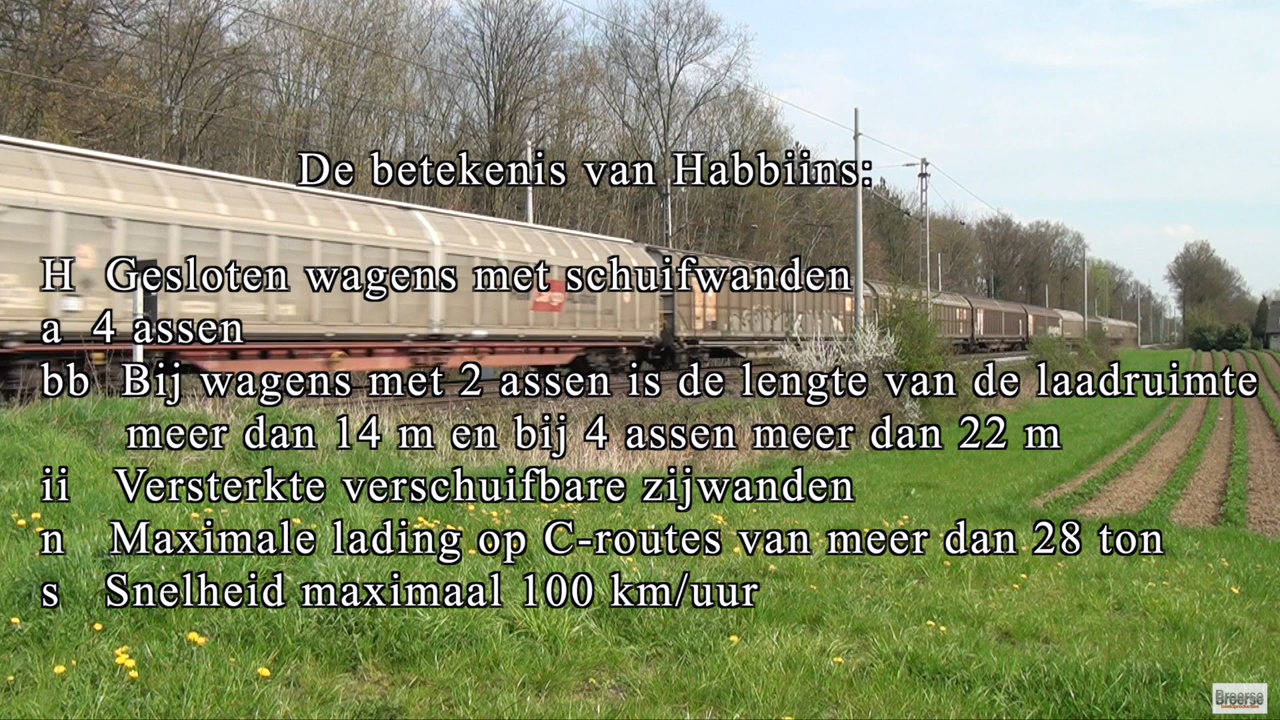 De betekenis van Habbiins:
H Gesloten wagens met schuifwanden
a 4 assen
bb Bij wagens met 2 assen is de lengte van de laadruimte
meer dan 14 m en bij 4 assen meer dan 22 m
ii Versterkte verschuifbare zijwanden
n Maximale lading op C-routes van meer dan 28 ton
s Snelheid maximaal 100 km/uur
Broerse